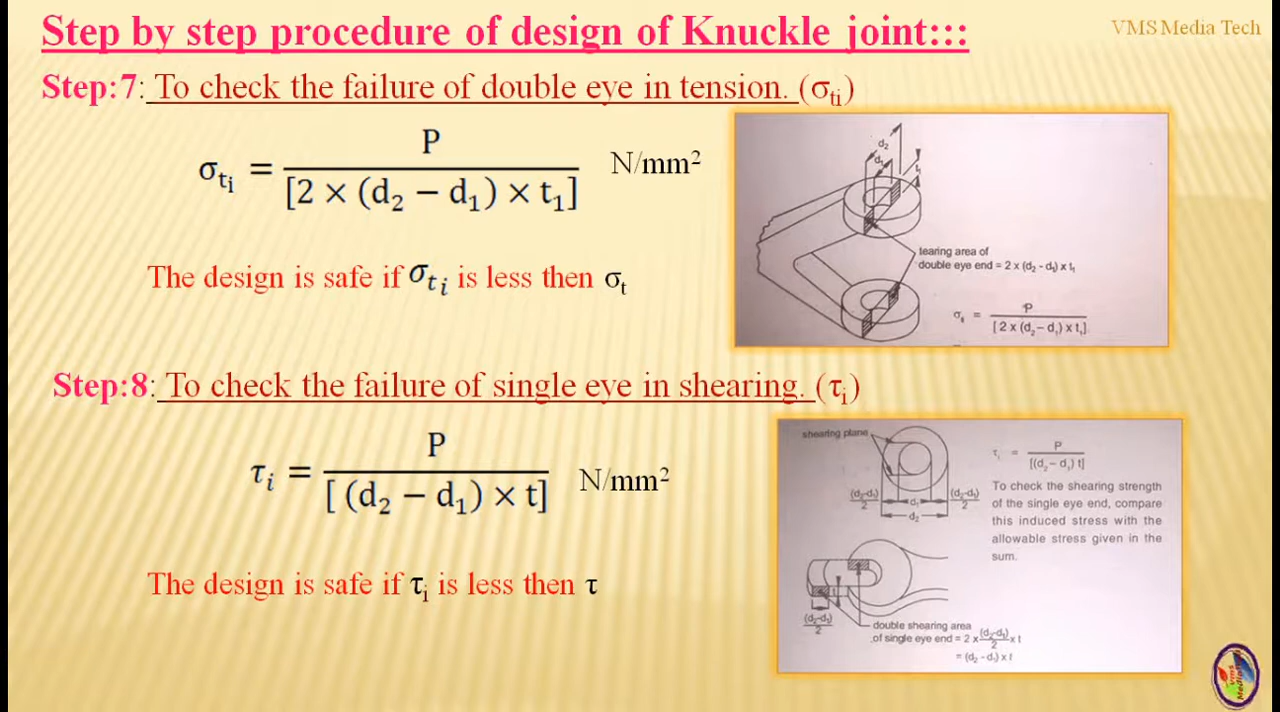 Step by step procedure of design of Knuckle joint:::
VMS Media Tech
Step:7: To check the failure of double eye in tension. (σti)
σti = P / [2 × (d2 − d1) × t1] N/mm²
The design is safe if σti is less then σt
d2
d1
t1
tearing area of
double eye end = 2 x (d2 - d1) x t1
σti = P / [2 x (d2 – d1) x t1]
Step:8: To check the failure of single eye in shearing. (τi)
τi = P / [ (d2 − d1) × t] N/mm²
The design is safe if τi is less then τ
shearing plane
τi = P / [(d2 – d1) t]
To check the shearing strength
of the single eye end, compare
this induced stress with the
allowable stress given in the
sum.
(d2-d1)/2
d1
(d2-d1)/2
d2
t
(d2-d1)/2
double shearing area
of single eye end = 2 x (d2-d1)/2 x t
= (d2 - d1) x t